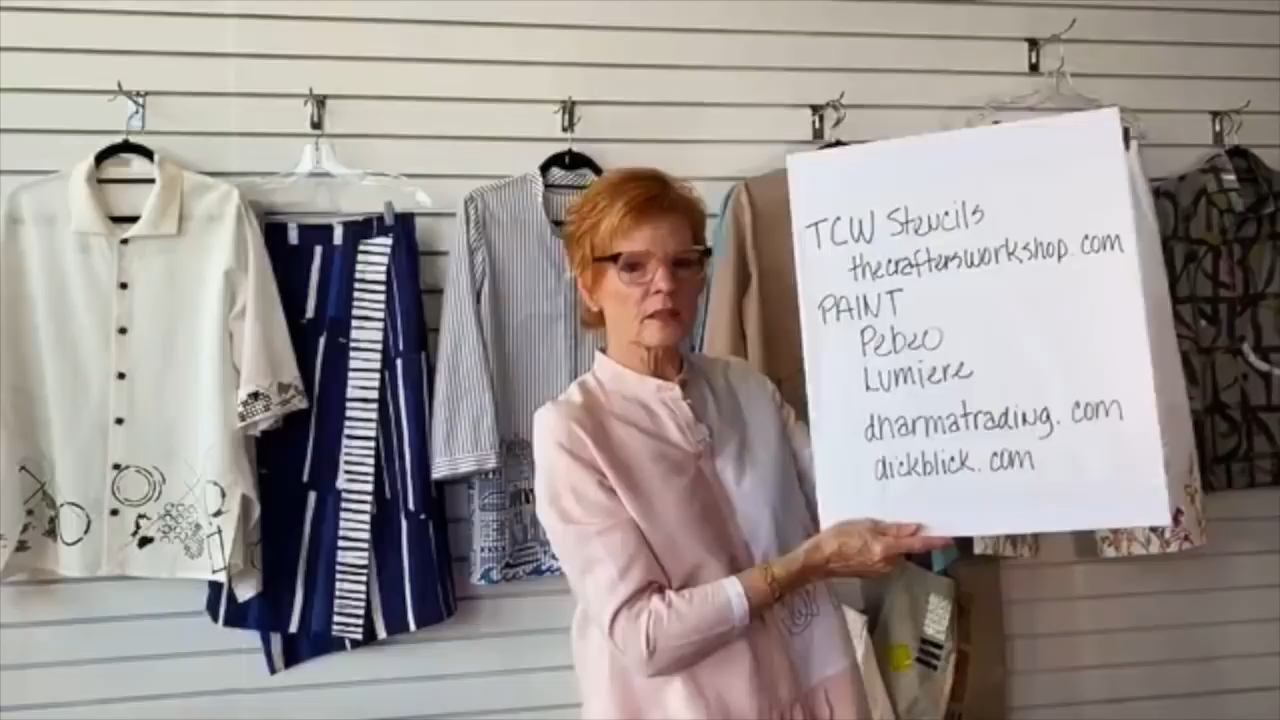 TCW Stencils
thecraftersworkshop.com
PAINT
Pebeo
Lumiere
dharmatrading.com
dickblick.com